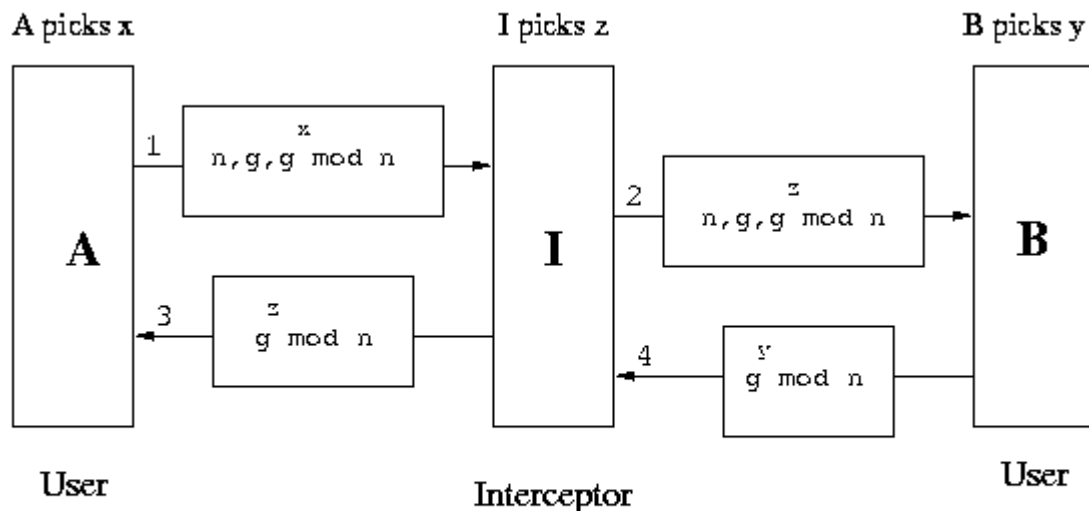 A picks x
I picks z
B picks y
1
x
n,g,g mod n
2
z
n,g,g mod n
A
I
B
3
z
g mod n
4
y
g mod n
User
Interceptor
User